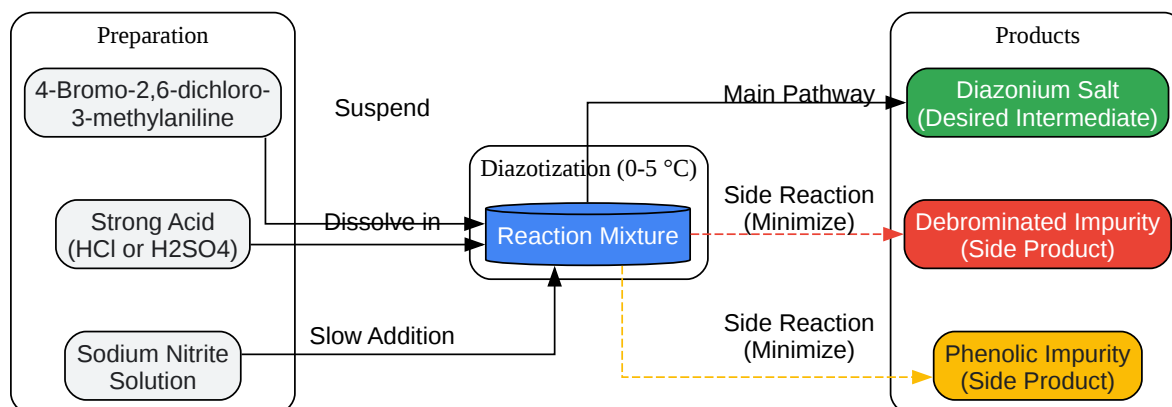 Preparation
4-Bromo-2,6-dichloro-
3-methylaniline
Strong Acid
(HCl or H2SO4)
Sodium Nitrite
Solution
Suspend
Dissolve in
Slow Addition
Diazotization (0-5 °C)
Reaction Mixture
Main Pathway
Side Reaction
(Minimize)
Side Reaction
(Minimize)
Products
Diazonium Salt
(Desired Intermediate)
Debrominated Impurity
(Side Product)
Phenolic Impurity
(Side Product)